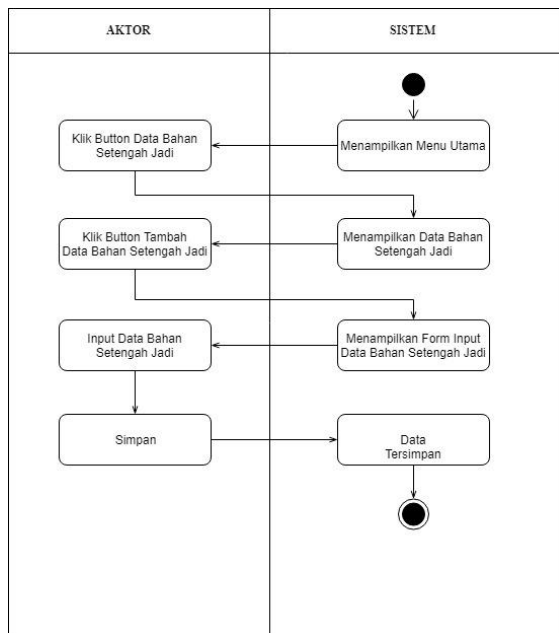 AKTOR
SISTEM
Klik Button Data Bahan
Setengah Jadi
Menampilkan Menu Utama
Klik Button Tambah
Data Bahan Setengah Jadi
Menampilkan Data Bahan
Setengah Jadi
Input Data Bahan
Setengah Jadi
Menampilkan Form Input
Data Bahan Setengah Jadi
Simpan
Data
Tersimpan